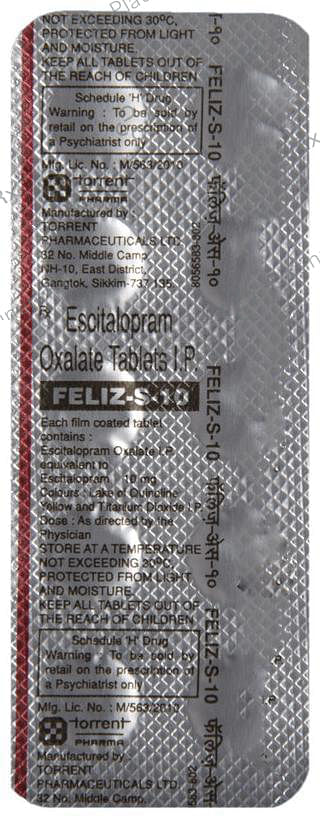 NOT EXCEEDING 30ºC,
PROTECTED FROM LIGHT
AND MOISTURE.
KEEP ALL TABLETS OUT OF
THE REACH OF CHILDREN
Schedule 'H' Drug
Warning : To be sold by
retail on the prescription of
a Psychiatrist only
Mfg. Lic. No. : M/563/2010
torrent
PHARMA
Manufactured by :
TORRENT
PHARMACEUTICALS LTD.
32 No. Middle Camp,
NH-10, East District,
Gangtok, Sikkim-737 135.
Escitalopram
Oxalate Tablets I.P.
FELIZ-S-10
Each film coated tablet
contains :
Escitalopram Oxalate I.P.
equivalent to
Escitalopram 10 mg
Colours : Lake of Quinoline
Yellow and Titanium Dioxide I.P.
Dose : As directed by the
Physician
STORE AT A TEMPERATURE
NOT EXCEEDING 30ºC,
PROTECTED FROM LIGHT
AND MOISTURE.
KEEP ALL TABLETS OUT OF
THE REACH OF CHILDREN
Schedule 'H' Drug
Warning : To be sold by
retail on the prescription of
a Psychiatrist only
Mfg. Lic. No. : M/563/2010
torrent
PHARMA
Manufactured by :
TORRENT
PHARMACEUTICALS LTD.
32 No. Middle Camp,
FELIZ-S-10 फेलिज़-एस-१०
FELIZ-S-10 फेलिज़-एस-१०
FELIZ-S-10 फेलिज़-एस-
8056583-602